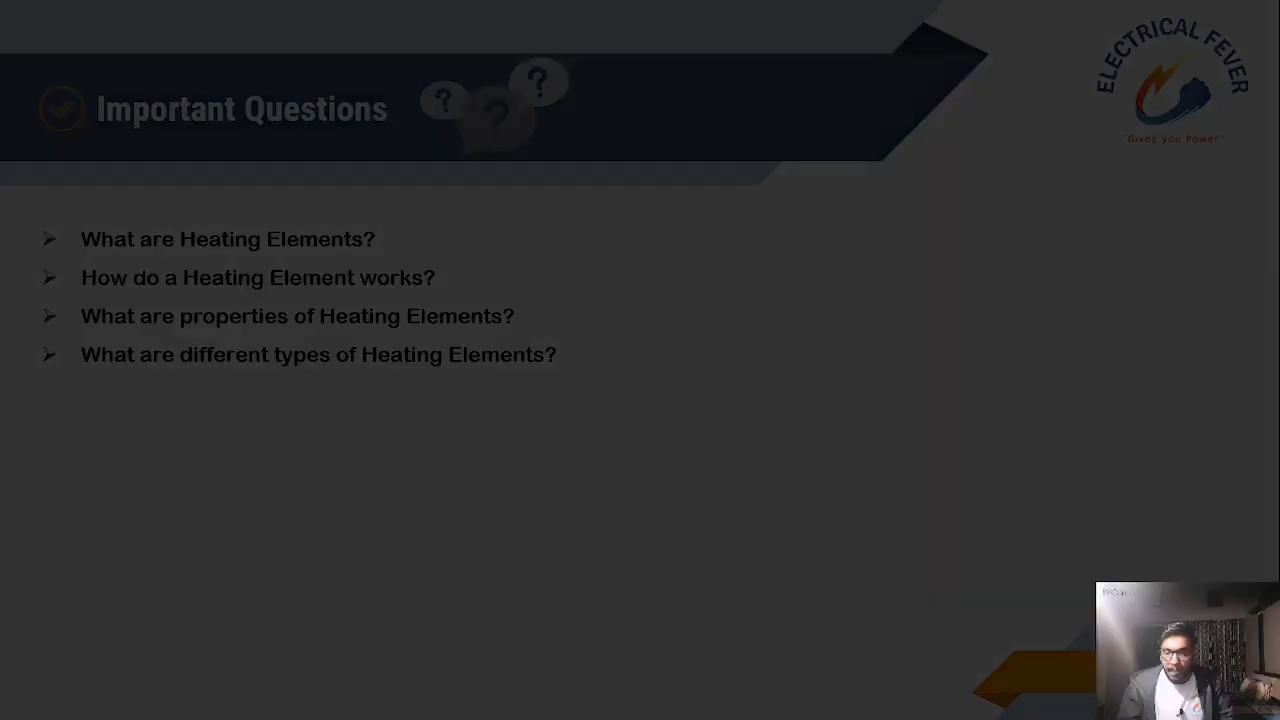 ELECTRICAL FEVER
Important Questions
"Gives you Power"
What are Heating Elements?
How do a Heating Element works?
What are properties of Heating Elements?
What are different types of Heating Elements?